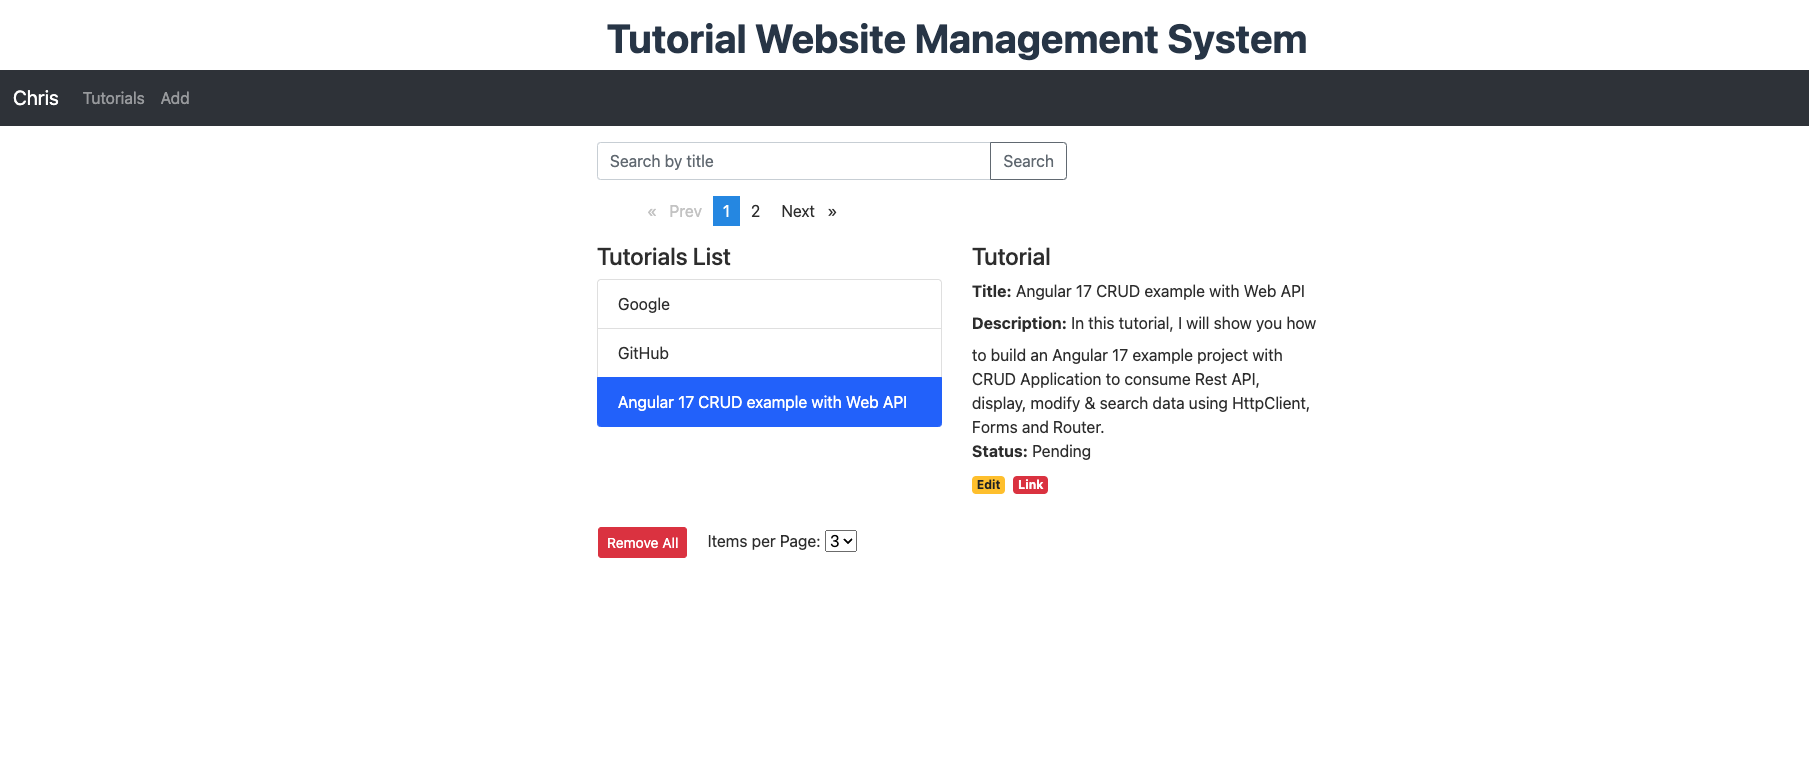 Tutorial Website Management System
Chris Tutorials Add
Search by title Search
« Prev 1 2 Next »
Tutorials List
Google
GitHub
Angular 17 CRUD example with Web API
Tutorial
Title: Angular 17 CRUD example with Web API
Description: In this tutorial, I will show you how
to build an Angular 17 example project with
CRUD Application to consume Rest API,
display, modify & search data using HttpClient,
Forms and Router.
Status: Pending
Edit Link
Remove All Items per Page: 3